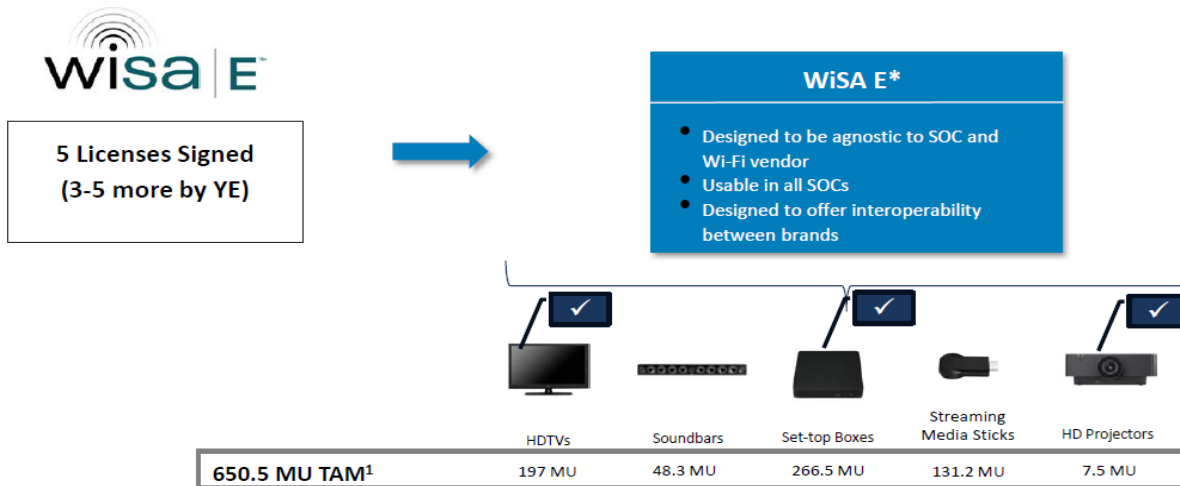 wisa | E™
5 Licenses Signed
(3-5 more by YE)
WiSA E*
• Designed to be agnostic to SOC and
Wi-Fi vendor
• Usable in all SOCs
• Designed to offer interoperability
between brands
HDTVs
Soundbars
Set-top Boxes
Streaming
Media Sticks
HD Projectors
650.5 MU TAM¹ 197 MU 48.3 MU 266.5 MU 131.2 MU 7.5 MU